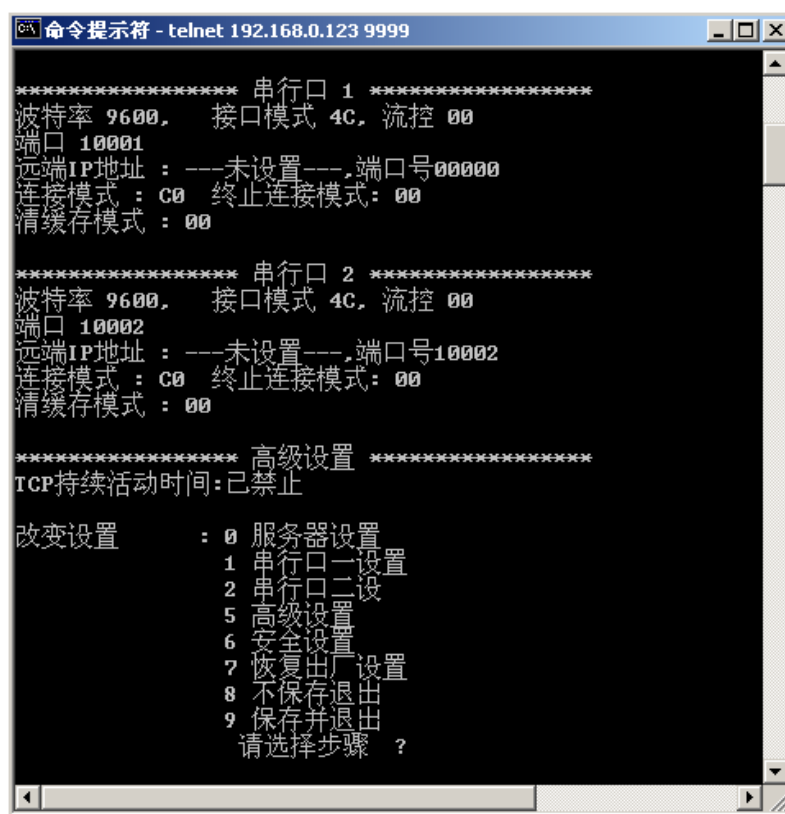 命令提示符 - telnet 192.168.0.123 9999
***************** 串行口 1 *****************
波特率 9600, 接口模式 4C, 流控 00
端口 10001
远端IP地址 : ---未设置---,端口号00000
连接模式 : C0 终止连接模式: 00
清缓存模式 : 00
***************** 串行口 2 *****************
波特率 9600, 接口模式 4C, 流控 00
端口 10002
远端IP地址 : ---未设置---,端口号10002
连接模式 : C0 终止连接模式: 00
清缓存模式 : 00
***************** 高级设置 *****************
TCP持续活动时间:已禁止
改变设置 : 0 服务器设置
1 串行口一设置
2 串行口二设
5 高级设置
6 安全设置
7 恢复出厂设置
8 不保存退出
9 保存并退出
请选择步骤 ?